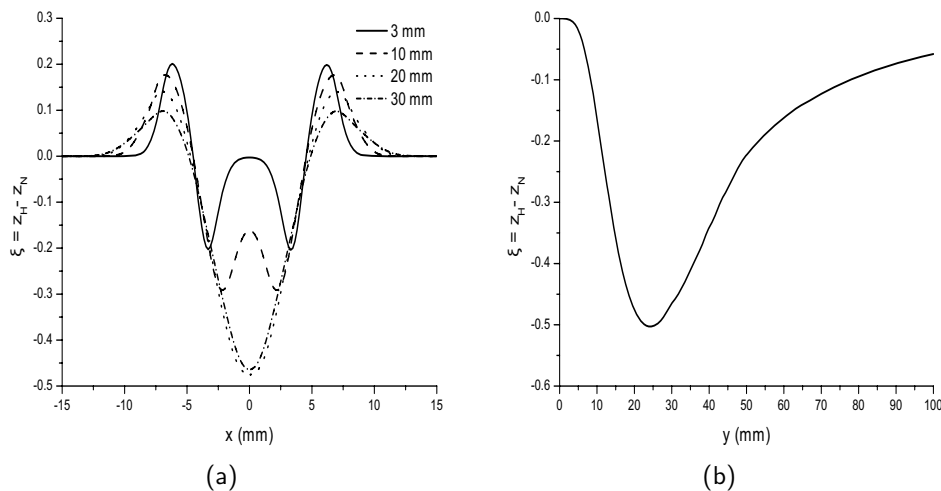 0.3
0.2
0.1
0.0
-0.1
-0.2
-0.3
-0.4
-0.5
ξ = z_H - z_N
3 mm
10 mm
20 mm
30 mm
-15 -10 -5 0 5 10 15
x (mm)
(a)
0.0
-0.1
-0.2
-0.3
-0.4
-0.5
-0.6
ξ = z_H - z_N
0 10 20 30 40 50 60 70 80 90 100
y (mm)
(b)